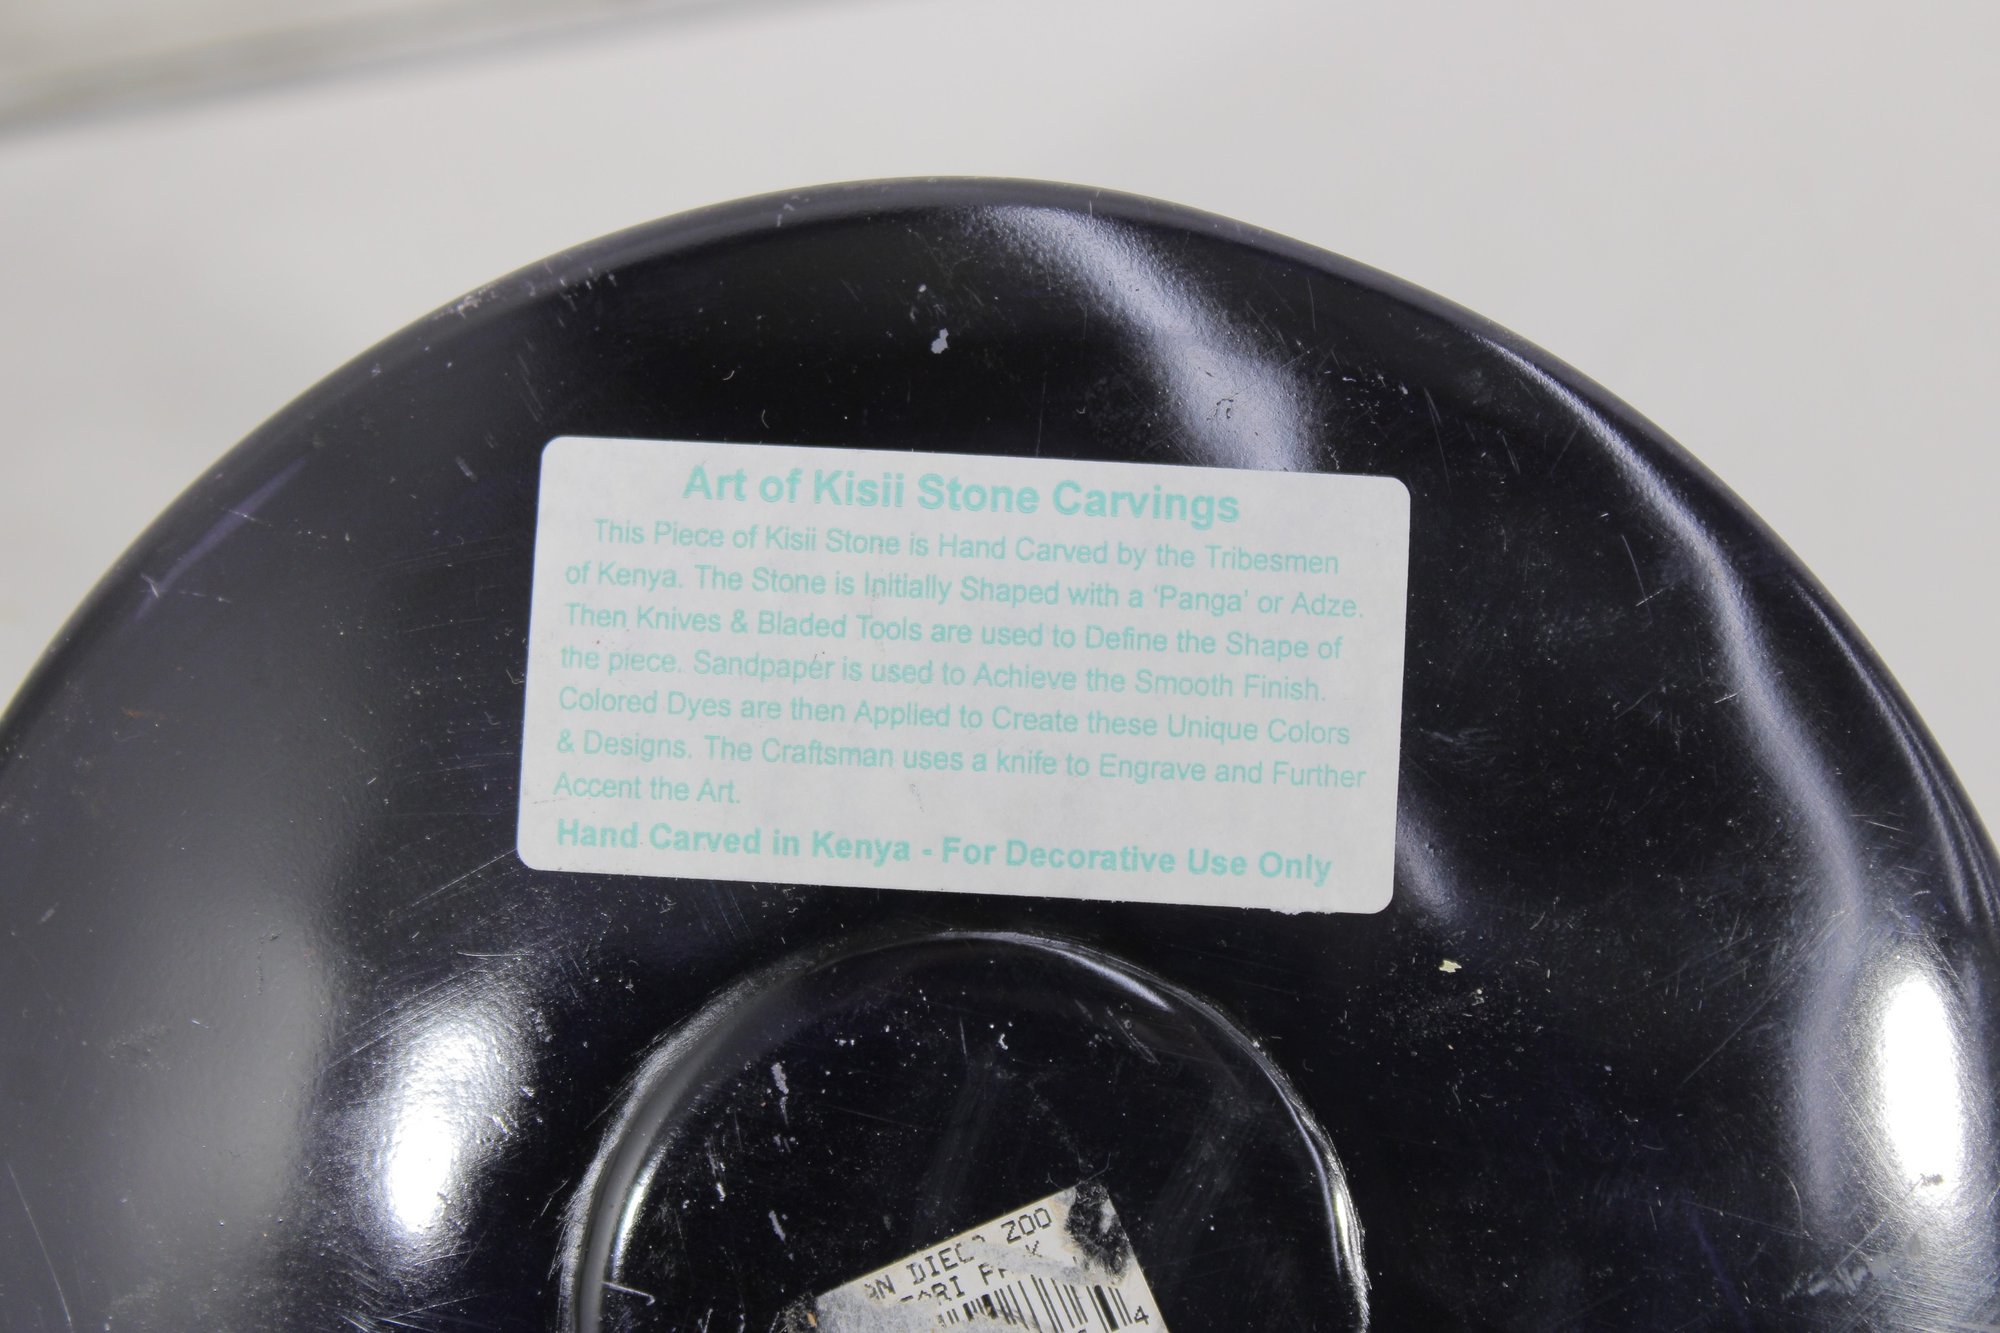 Art of Kisii Stone Carvings
This Piece of Kisii Stone is Hand Carved by the Tribesmen
of Kenya. The Stone is Initially Shaped with a ‘Panga’ or Adze.
Then Knives & Bladed Tools are used to Define the Shape of
the piece. Sandpaper is used to Achieve the Smooth Finish.
Colored Dyes are then Applied to Create these Unique Colors
& Designs. The Craftsman uses a knife to Engrave and Further
Accent the Art.
Hand Carved in Kenya - For Decorative Use Only
ZOO
4